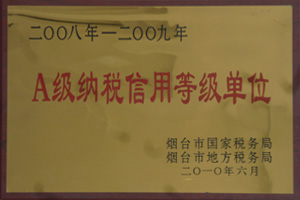 二〇〇八年一二〇〇九年
A级纳税信用等级单位
烟台市国家税务局
烟台市地方税务局
二〇一〇年六月